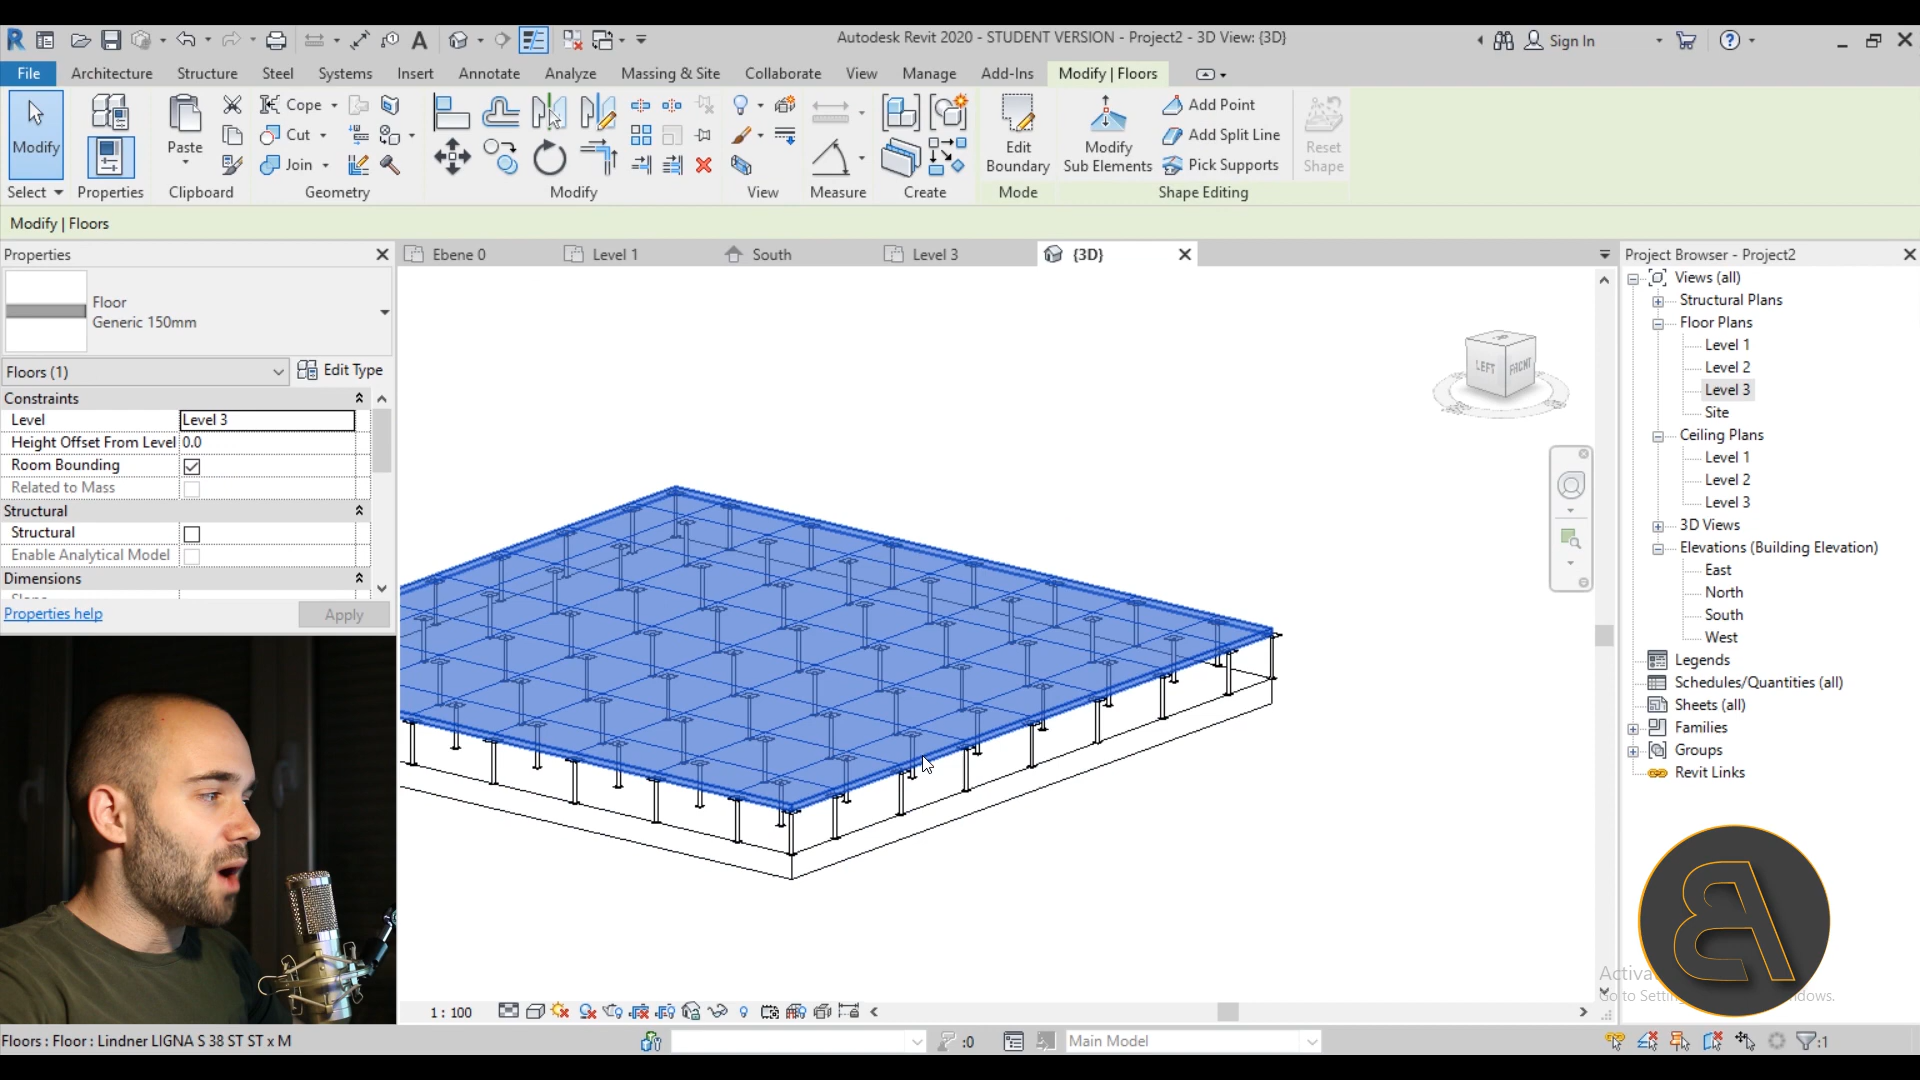 Autodesk Revit 2020 - STUDENT VERSION - Project2 - 3D View: {3D}
Sign In
File Architecture Structure Steel Systems Insert Annotate Analyze Massing & Site Collaborate View Manage Add-Ins Modify | Floors
Modify
Paste
Cope
Cut
Join
Edit
Boundary
Modify
Sub Elements
Add Point
Add Split Line
Pick Supports
Reset
Shape
Select Properties Clipboard Geometry Modify View Measure Create Mode Shape Editing
Modify | Floors
Properties
Ebene 0 Level 1 South Level 3 {3D}
Project Browser - Project2
Floor
Generic 150mm
Floors (1)
Edit Type
Constraints
Level Level 3
Height Offset From Level 0.0
Room Bounding
Related to Mass
Structural
Structural
Enable Analytical Model
Dimensions
Slope
Properties help
Apply
LEFT FRONT
Views (all)
Structural Plans
Floor Plans
Level 1
Level 2
Level 3
Site
Ceiling Plans
Level 1
Level 2
Level 3
3D Views
Elevations (Building Elevation)
East
North
South
West
Legends
Schedules/Quantities (all)
Sheets (all)
Families
Groups
Revit Links
Activa
Go to Setti dows.
1 : 100
Floors : Floor : Lindner LIGNA S 38 ST ST x M
:0
Main Model
:1